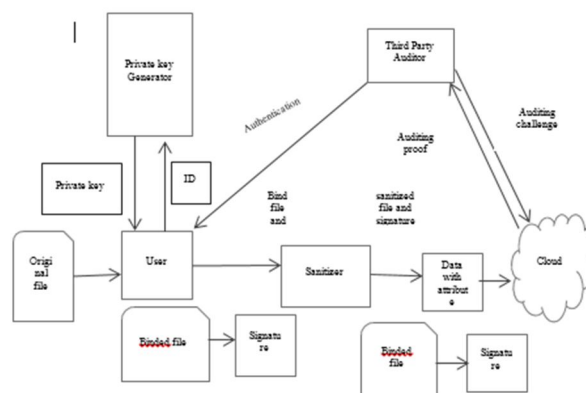 Private key
Generator
Third Party
Auditor
Authentication
Auditing
challenge
Auditing
proof
Private key
ID
Bind
file
and
sanitized
file and
signature
Origi
nal
file
User
Sanitizer
Data
with
attribut
e
Cloud
Binded file
Signatu
re
Binded
file
Signatu
re